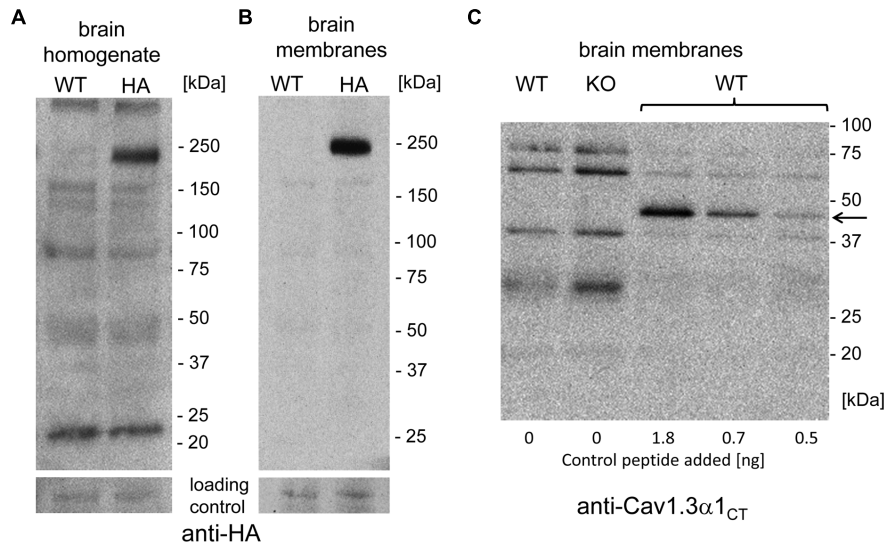 A
brain
homogenate
WT HA [kDa]
- 250
- 150
- 100
- 75
- 50
- 37
- 25
- 20
loading
control
B
brain
membranes
WT HA [kDa]
- 250
- 150
- 100
- 75
- 50
- 37
- 25
anti-HA
C
brain membranes
WT KO WT
- 100
- 75
- 50
- 37
- 25
- 20
[kDa]
0 0 1.8 0.7 0.5
Control peptide added [ng]
anti-Cav1.3α1CT